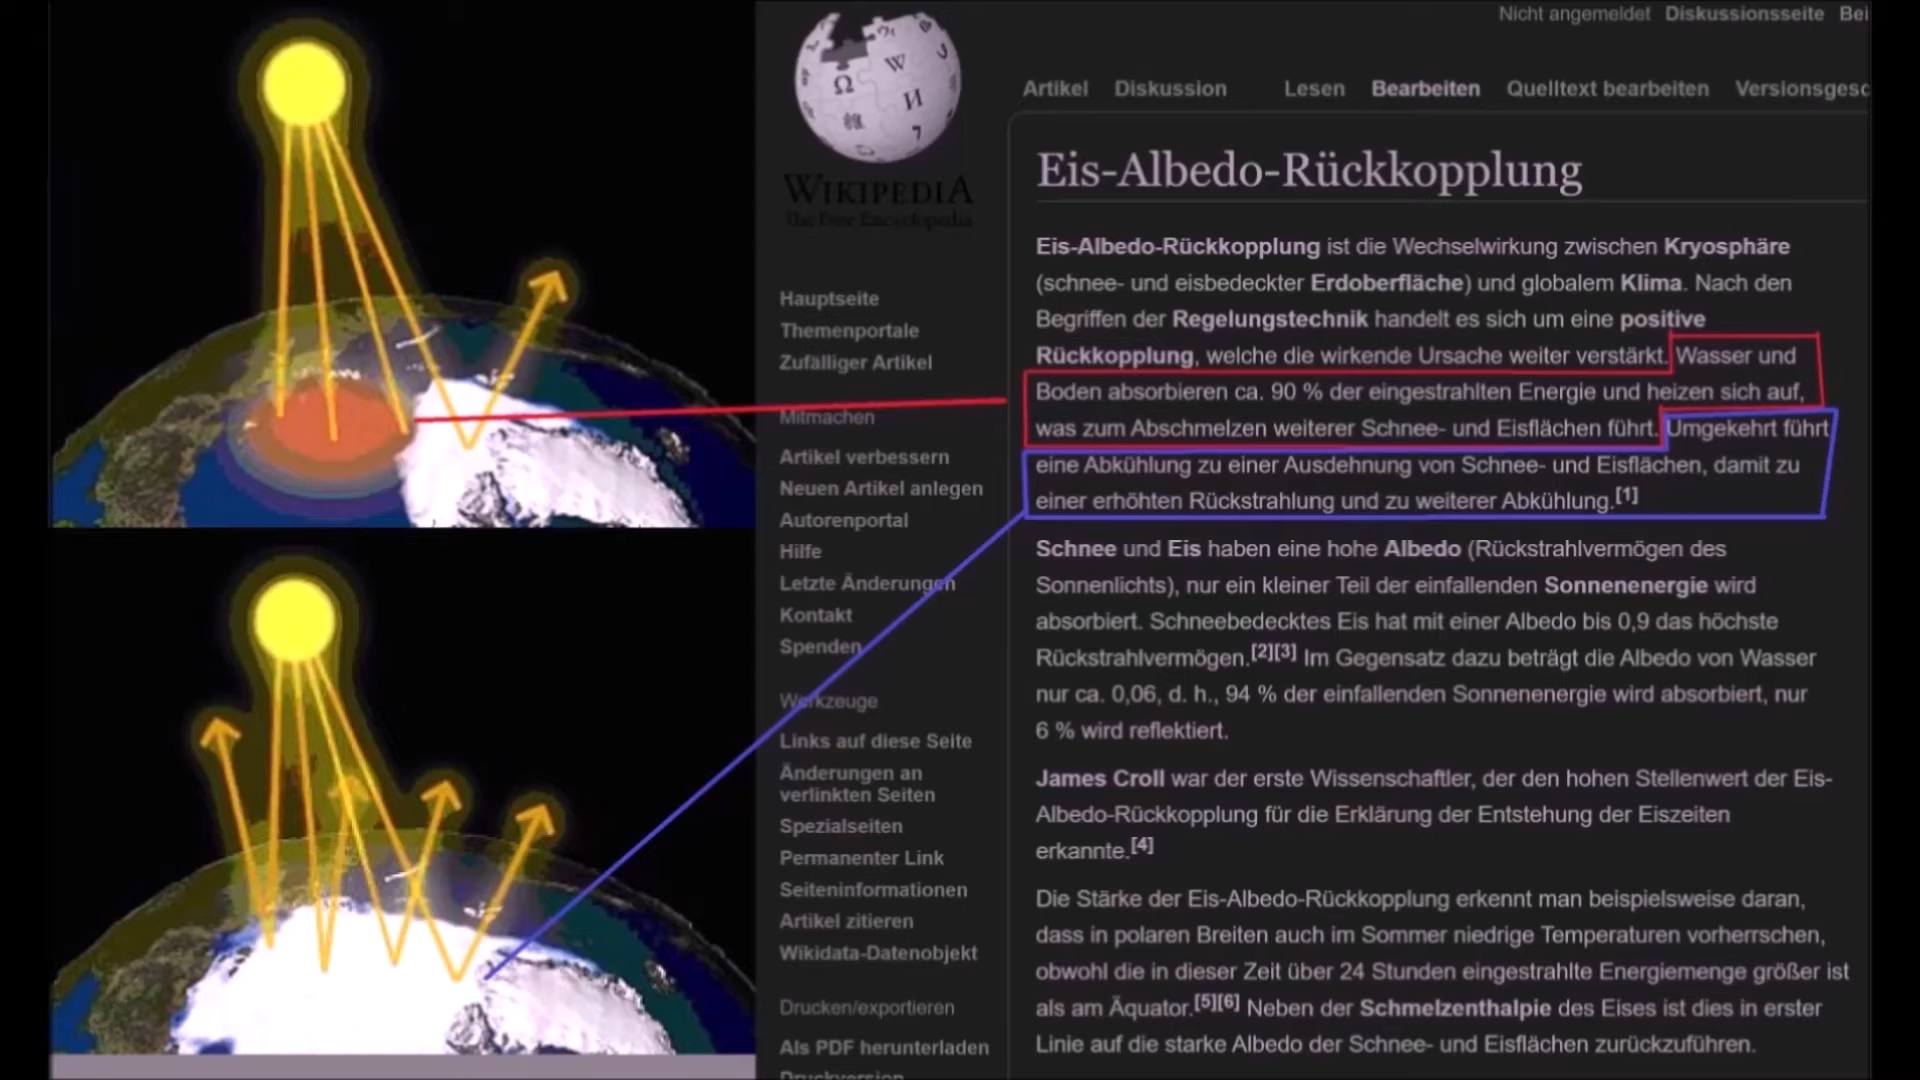 Nicht angemeldet Diskussionsseite Bei
Artikel Diskussion Lesen Bearbeiten Quelltext bearbeiten Versionsgesc
Ω W И
WIKIPEDIA
The Free Encyclopedia
Hauptseite
Themenportale
Zufälliger Artikel
Mitmachen
Artikel verbessern
Neuen Artikel anlegen
Autorenportal
Hilfe
Letzte Änderungen
Kontakt
Spenden
Werkzeuge
Links auf diese Seite
Änderungen an
verlinkten Seiten
Spezialseiten
Permanenter Link
Seiteninformationen
Artikel zitieren
Wikidata-Datenobjekt
Drucken/exportieren
Als PDF herunterladen
Druckversion
Eis-Albedo-Rückkopplung
Eis-Albedo-Rückkopplung ist die Wechselwirkung zwischen Kryosphäre
(schnee- und eisbedeckter Erdoberfläche) und globalem Klima. Nach den
Begriffen der Regelungstechnik handelt es sich um eine positive
Rückkopplung, welche die wirkende Ursache weiter verstärkt. Wasser und
Boden absorbieren ca. 90 % der eingestrahlten Energie und heizen sich auf,
was zum Abschmelzen weiterer Schnee- und Eisflächen führt. Umgekehrt führt
eine Abkühlung zu einer Ausdehnung von Schnee- und Eisflächen, damit zu
einer erhöhten Rückstrahlung und zu weiterer Abkühlung.[1]
Schnee und Eis haben eine hohe Albedo (Rückstrahlvermögen des
Sonnenlichts), nur ein kleiner Teil der einfallenden Sonnenenergie wird
absorbiert. Schneebedecktes Eis hat mit einer Albedo bis 0,9 das höchste
Rückstrahlvermögen.[2][3] Im Gegensatz dazu beträgt die Albedo von Wasser
nur ca. 0,06, d. h., 94 % der einfallenden Sonnenenergie wird absorbiert, nur
6 % wird reflektiert.
James Croll war der erste Wissenschaftler, der den hohen Stellenwert der Eis-
Albedo-Rückkopplung für die Erklärung der Entstehung der Eiszeiten
erkannte.[4]
Die Stärke der Eis-Albedo-Rückkopplung erkennt man beispielsweise daran,
dass in polaren Breiten auch im Sommer niedrige Temperaturen vorherrschen,
obwohl die in dieser Zeit über 24 Stunden eingestrahlte Energiemenge größer ist
als am Äquator.[5][6] Neben der Schmelzenthalpie des Eises ist dies in erster
Linie auf die starke Albedo der Schnee- und Eisflächen zurückzuführen.